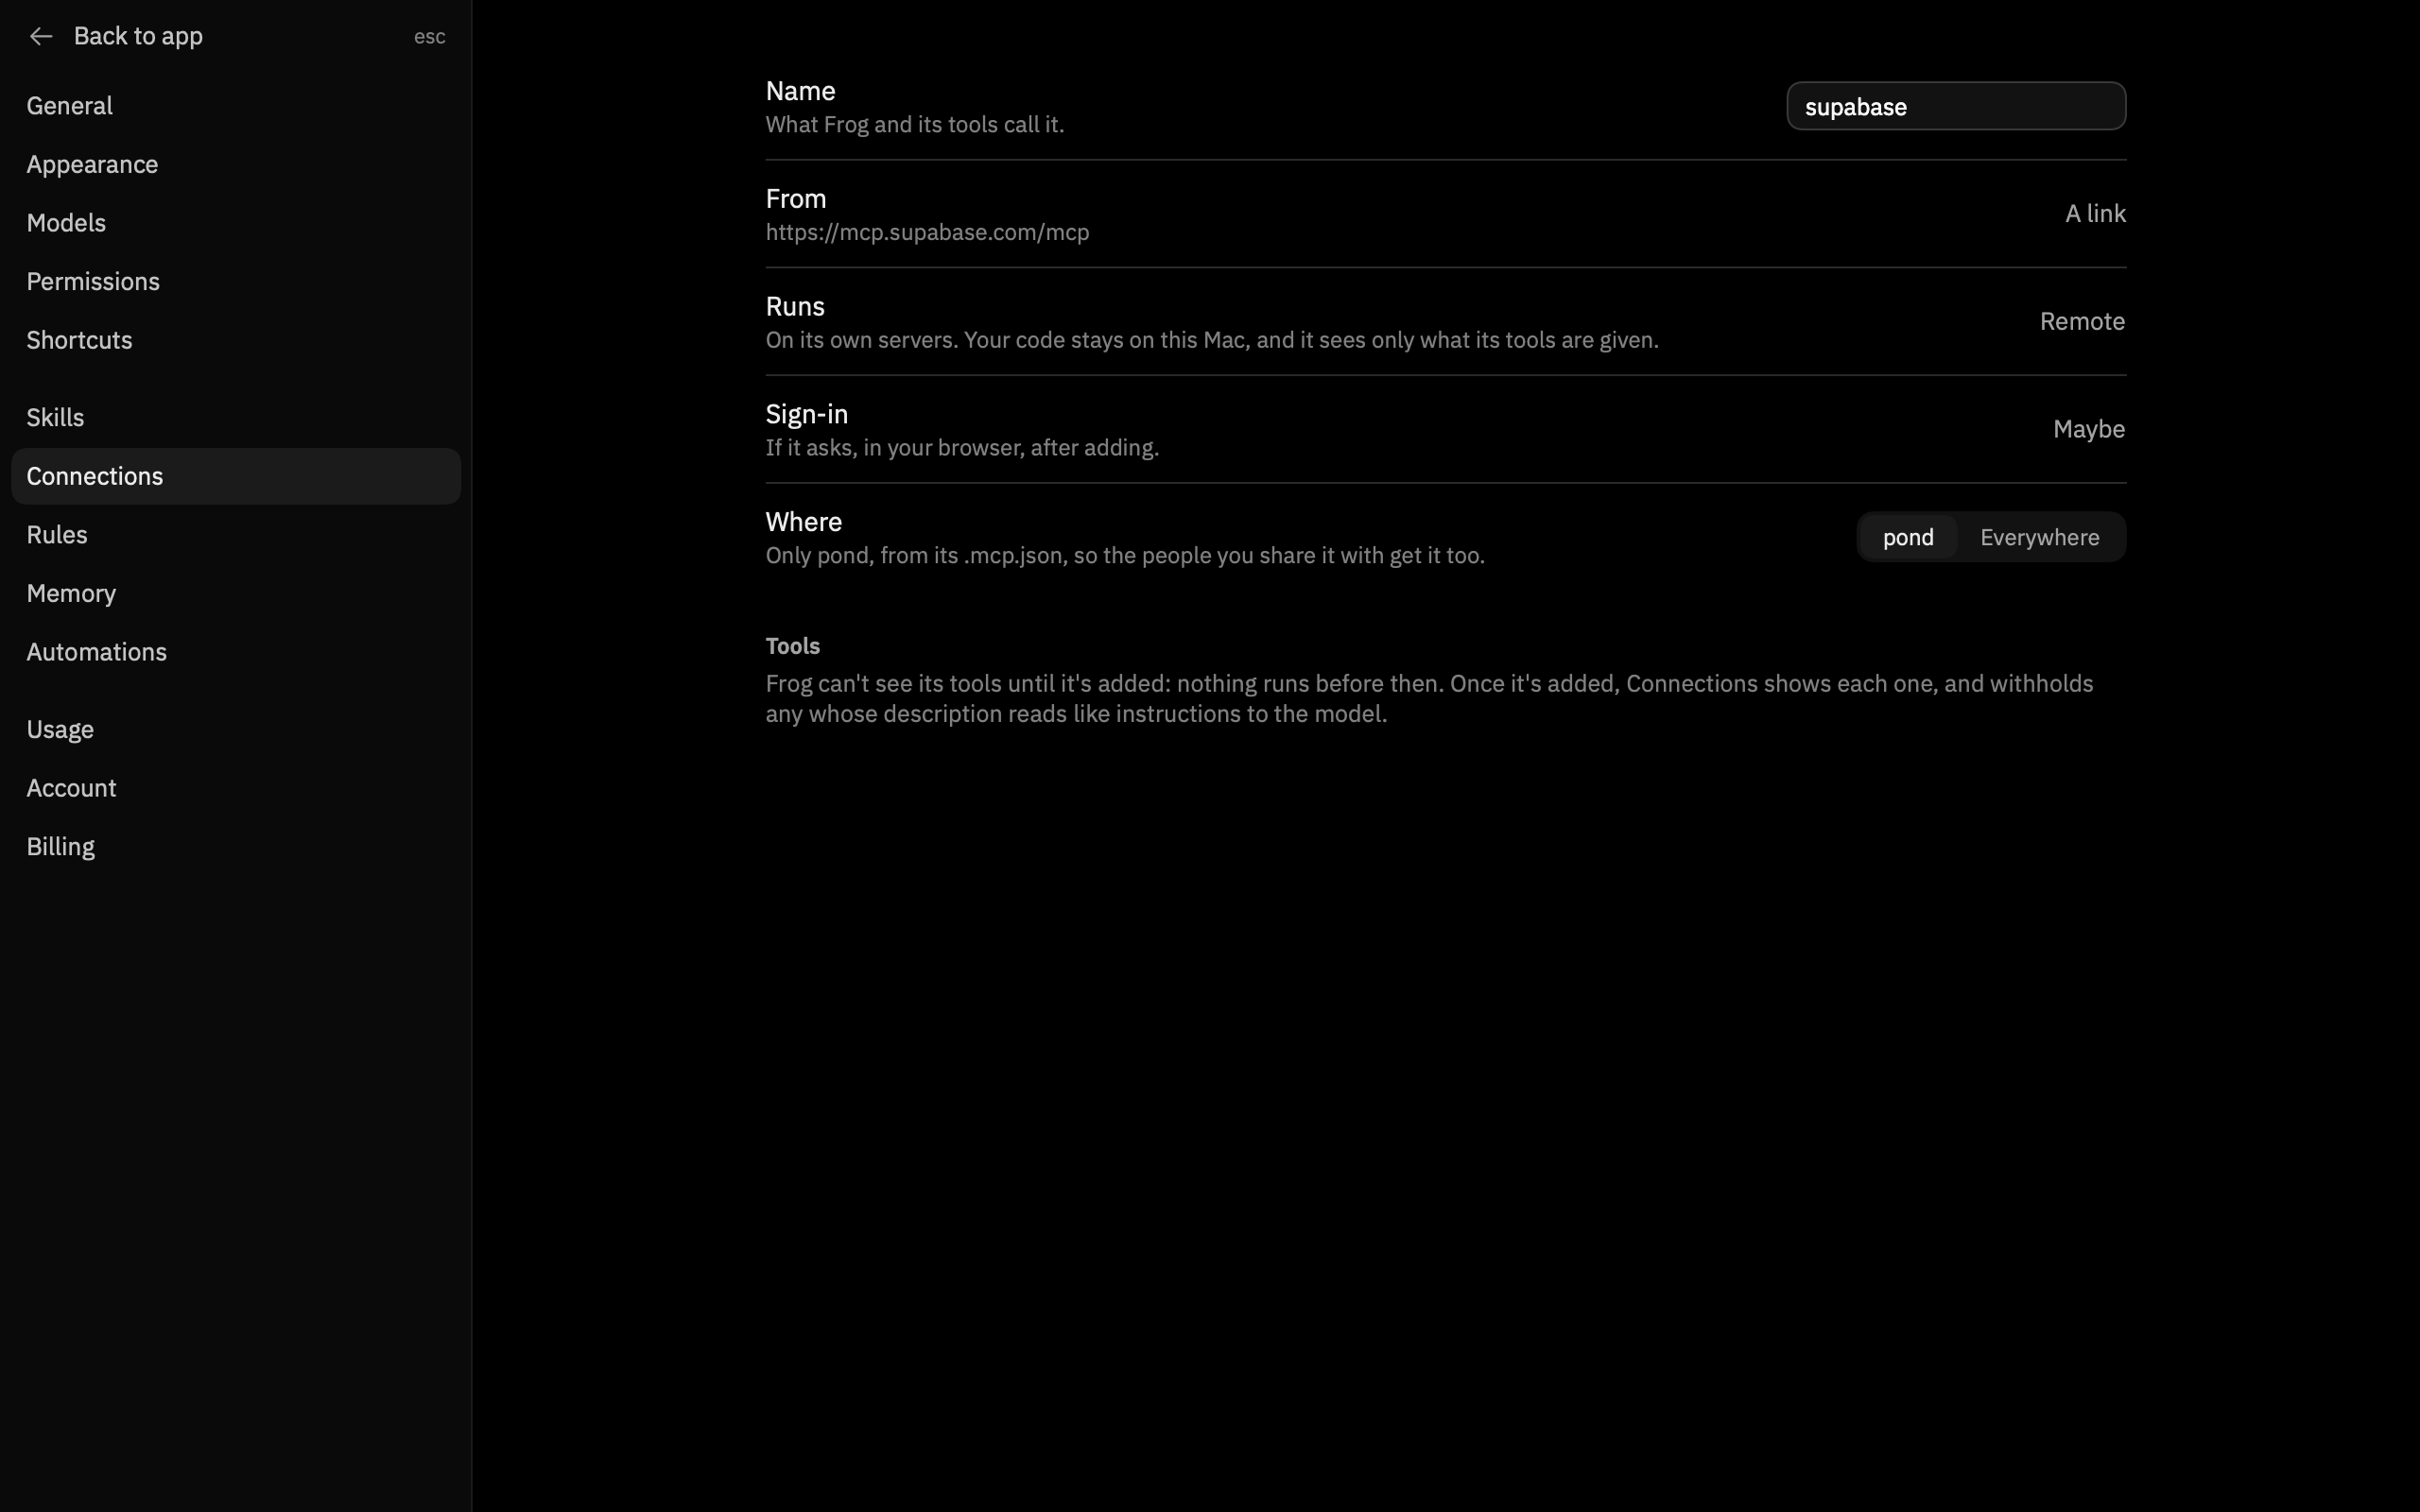 Back to app
esc
General
Appearance
Models
Permissions
Shortcuts
Skills
Connections
Rules
Memory
Automations
Usage
Account
Billing
Name
What Frog and its tools call it.
supabase
From
https://mcp.supabase.com/mcp
A link
Runs
On its own servers. Your code stays on this Mac, and it sees only what its tools are given.
Remote
Sign-in
If it asks, in your browser, after adding.
Maybe
Where
Only pond, from its .mcp.json, so the people you share it with get it too.
pond
Everywhere
Tools
Frog can't see its tools until it's added: nothing runs before then. Once it's added, Connections shows each one, and withholds
any whose description reads like instructions to the model.